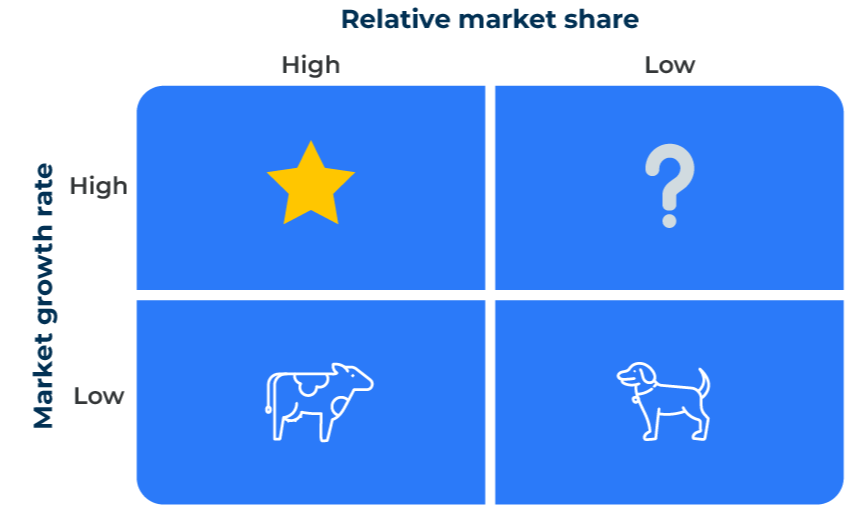 Relative market share
High
Low
Market growth rate
High
?
Low